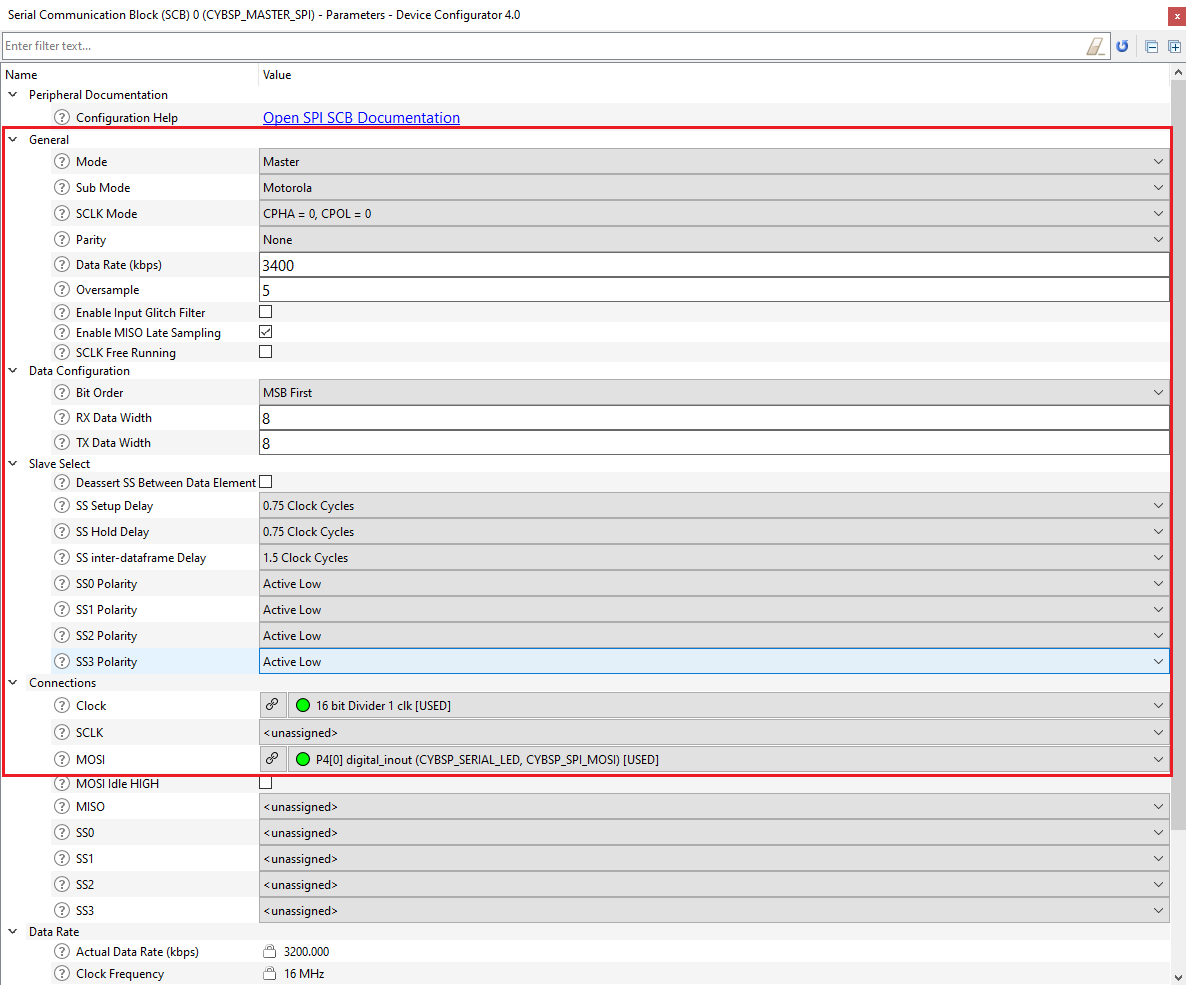 Serial Communication Block (SCB) 0 (CYBSP_MASTER_SPI) - Parameters - Device Configurator 4.0
x
Enter filter text...
Name Value
Peripheral Documentation
? Configuration Help Open SPI SCB Documentation
General
? Mode Master
? Sub Mode Motorola
? SCLK Mode CPHA = 0, CPOL = 0
? Parity None
? Data Rate (kbps) 3400
? Oversample 5
? Enable Input Glitch Filter
? Enable MISO Late Sampling
? SCLK Free Running
Data Configuration
? Bit Order MSB First
? RX Data Width 8
? TX Data Width 8
Slave Select
? Deassert SS Between Data Element
? SS Setup Delay 0.75 Clock Cycles
? SS Hold Delay 0.75 Clock Cycles
? SS inter-dataframe Delay 1.5 Clock Cycles
? SS0 Polarity Active Low
? SS1 Polarity Active Low
? SS2 Polarity Active Low
? SS3 Polarity Active Low
Connections
? Clock 16 bit Divider 1 clk [USED]
? SCLK <unassigned>
? MOSI P4[0] digital_inout (CYBSP_SERIAL_LED, CYBSP_SPI_MOSI) [USED]
? MOSI Idle HIGH
? MISO <unassigned>
? SS0 <unassigned>
? SS1 <unassigned>
? SS2 <unassigned>
? SS3 <unassigned>
Data Rate
? Actual Data Rate (kbps) 3200.000
? Clock Frequency 16 MHz